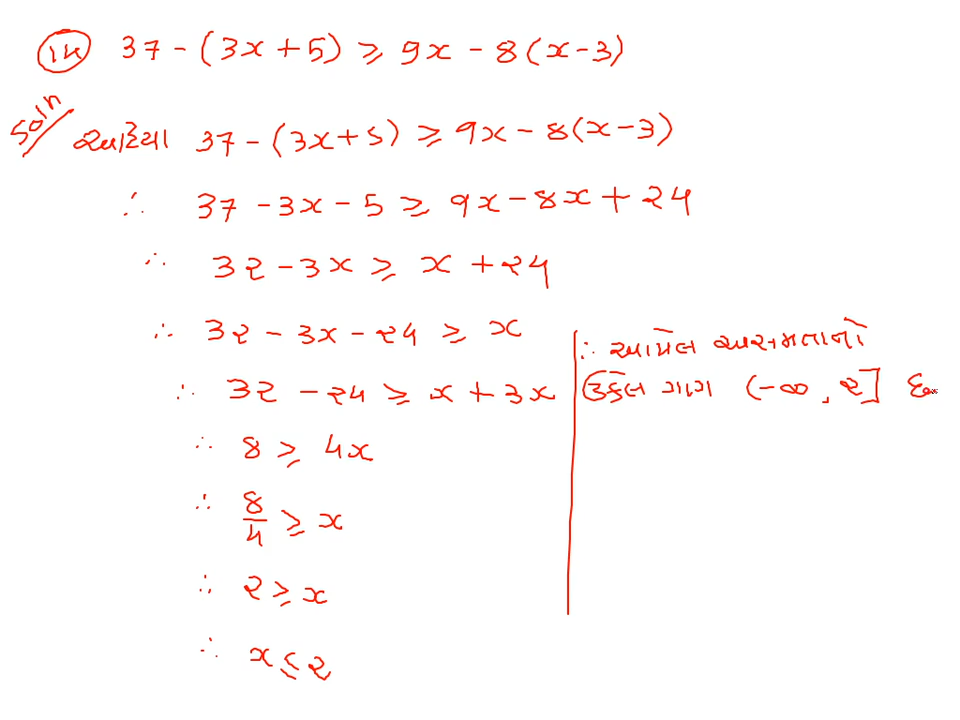 14 37 - (3x + 5) ≥ 9x - 8(x - 3)
Soln
અહિયા 37 - (3x + 5) ≥ 9x - 8(x - 3)
∴ 37 - 3x - 5 ≥ 9x - 8x + 24
∴ 32 - 3x ≥ x + 24
∴ 32 - 3x - 24 ≥ x
∴ 32 - 24 ≥ x + 3x
∴ 8 ≥ 4x
∴ 8/4 ≥ x
∴ 2 ≥ x
∴ x ≤ 2
∴ આપેલ અસમતાનો
ઉકેલ ગણ (-∞, 2] છે